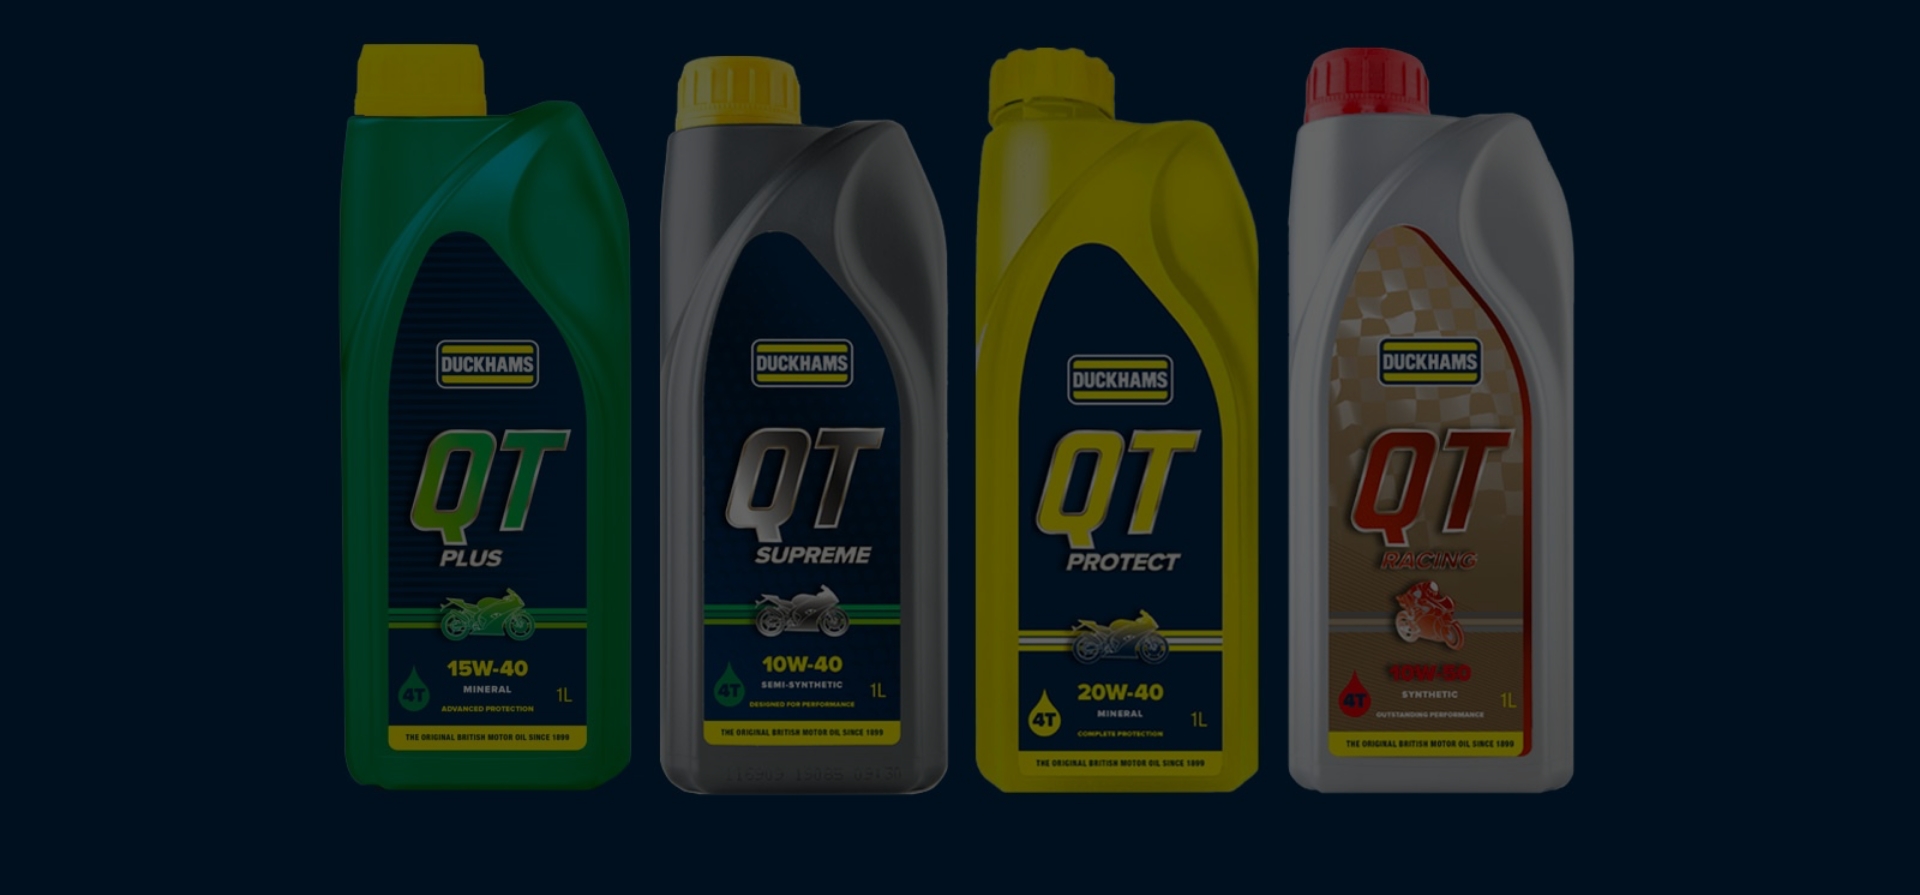 DUCKHAMS
QT
PLUS
15W-40
MINERAL
4T
1L
ADVANCED PROTECTION
THE ORIGINAL BRITISH MOTOR OIL SINCE 1899
DUCKHAMS
QT
SUPREME
10W-40
SEMI-SYNTHETIC
4T
1L
DESIGNED FOR PERFORMANCE
THE ORIGINAL BRITISH MOTOR OIL SINCE 1899
DUCKHAMS
QT
PROTECT
20W-40
MINERAL
4T
1L
COMPLETE PROTECTION
THE ORIGINAL BRITISH MOTOR OIL SINCE 1899
DUCKHAMS
QT
RACING
SYNTHETIC
4T
1L
OUTSTANDING PERFORMANCE
THE ORIGINAL BRITISH MOTOR OIL SINCE 1899